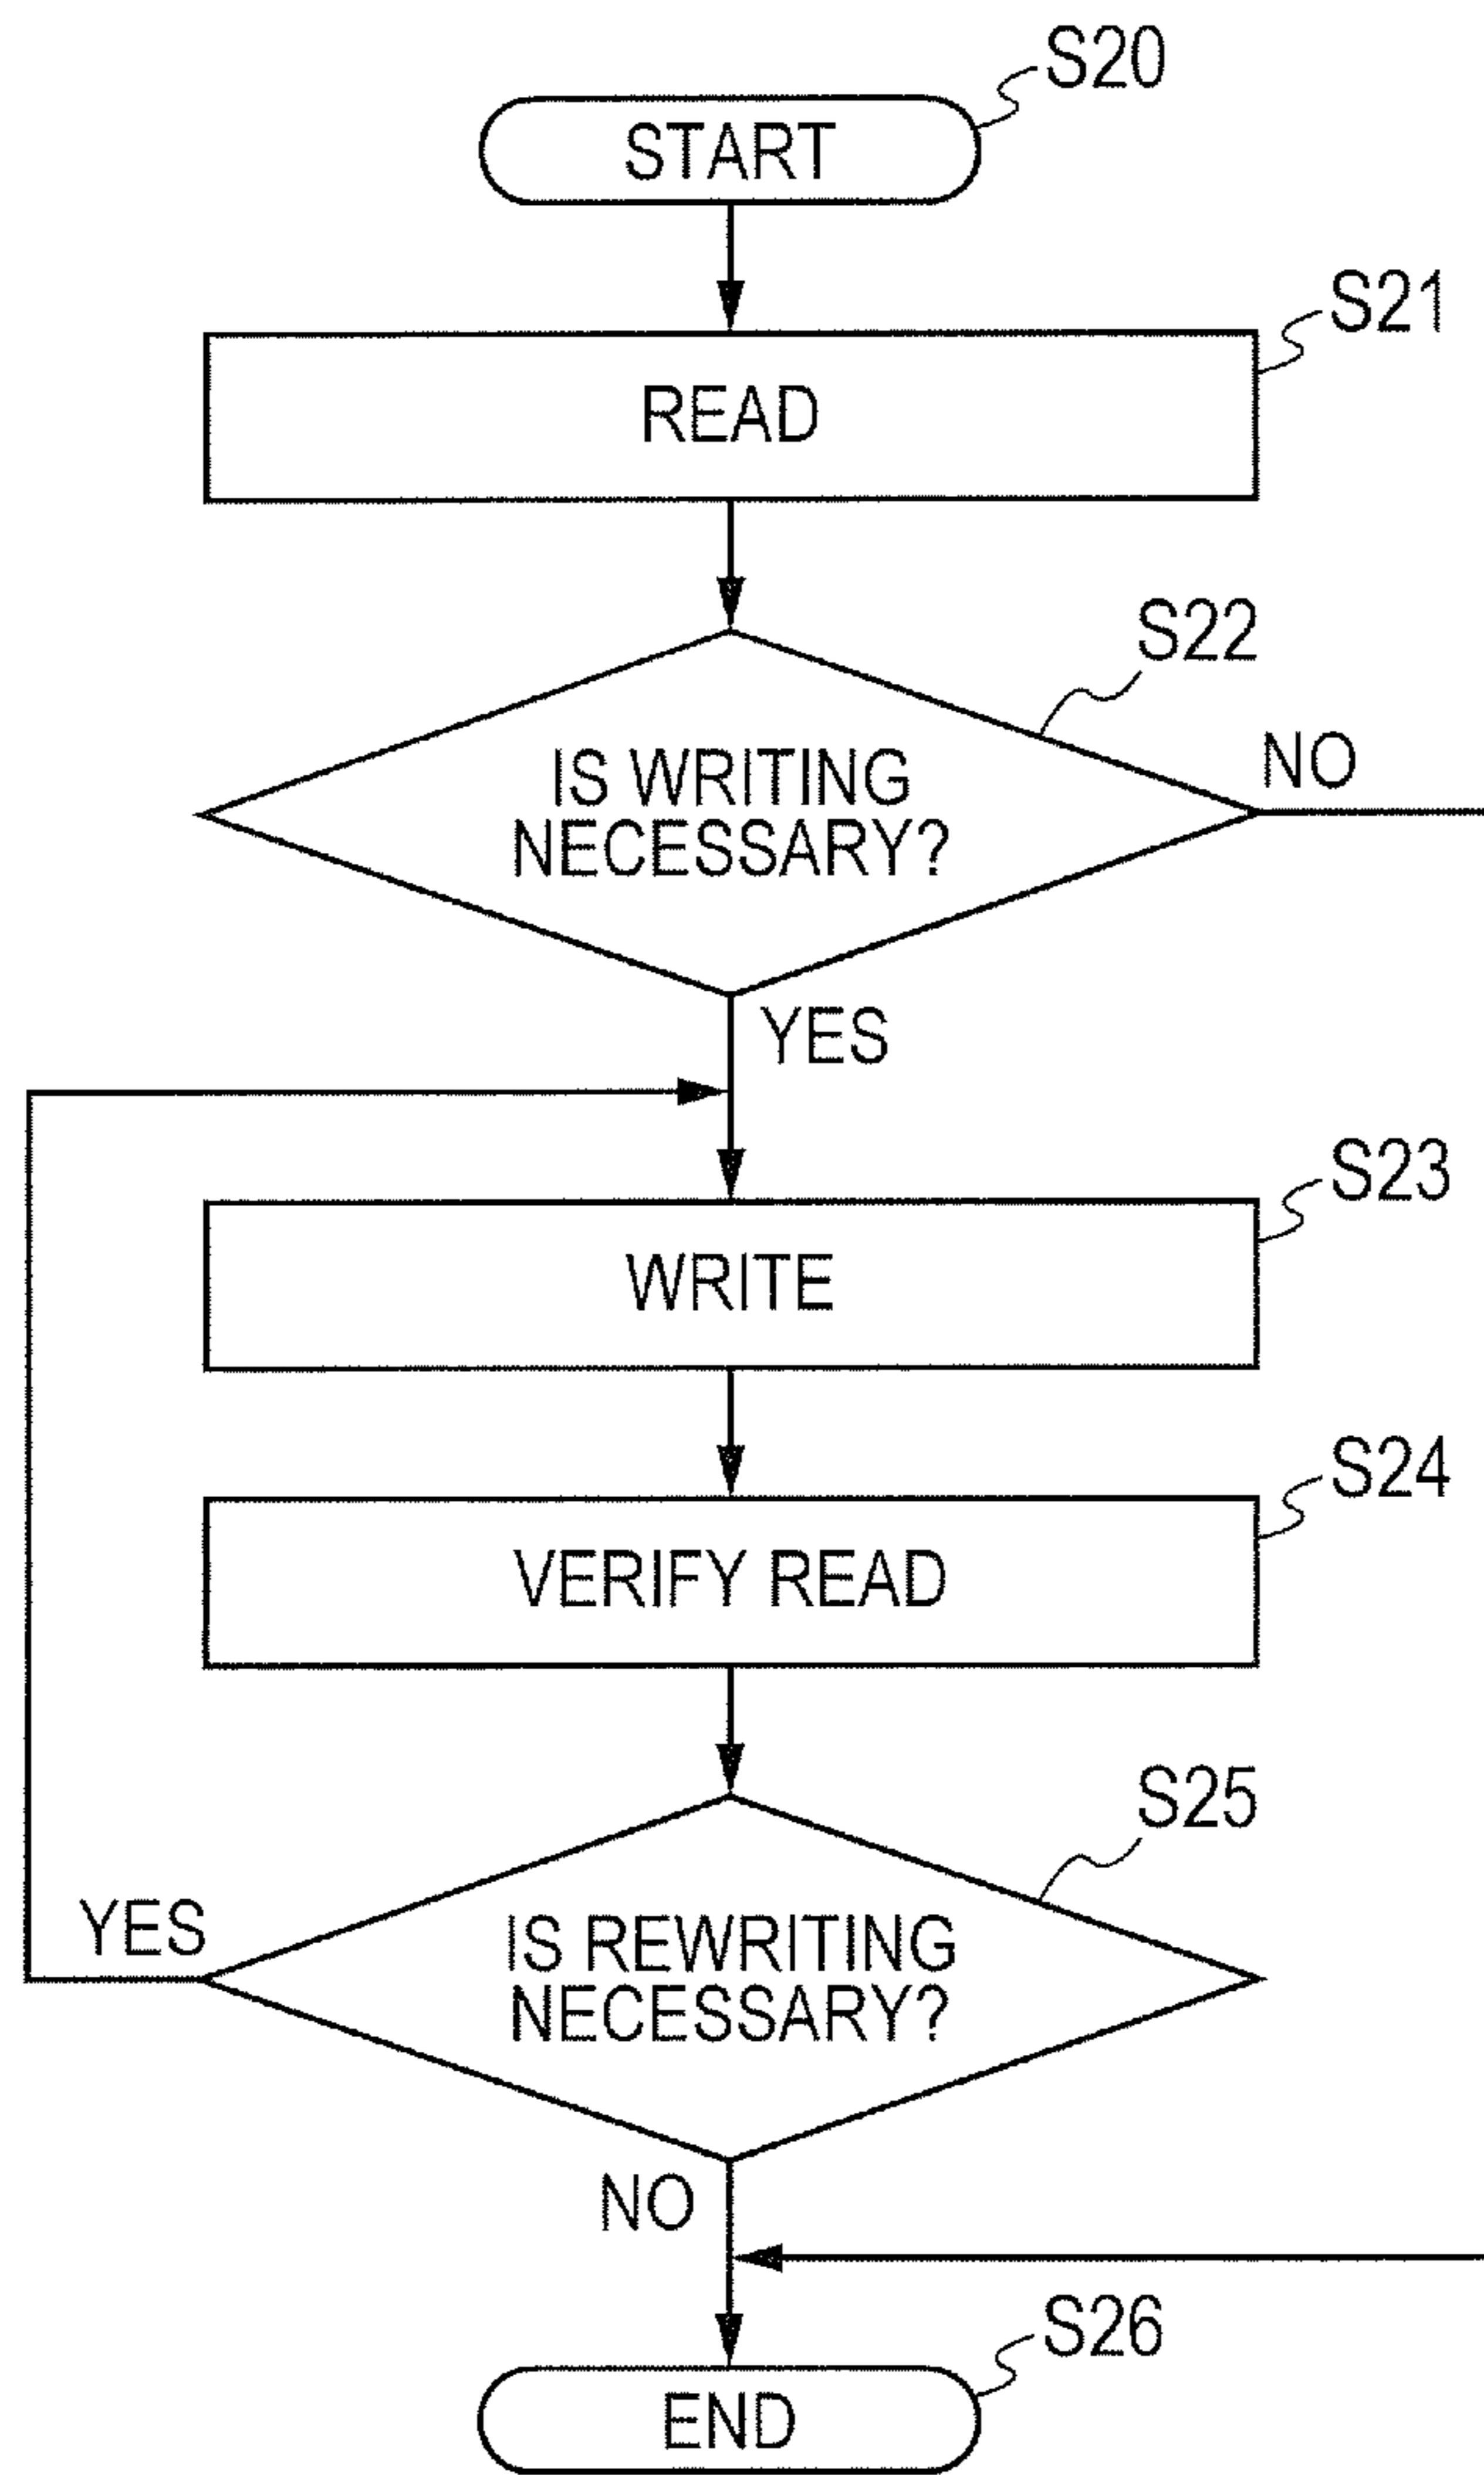 S20
START
S21
READ
S22
IS WRITING
NECESSARY?
NO
YES
S23
WRITE
S24
VERIFY READ
S25
YES
IS REWRITING
NECESSARY?
NO
S26
END